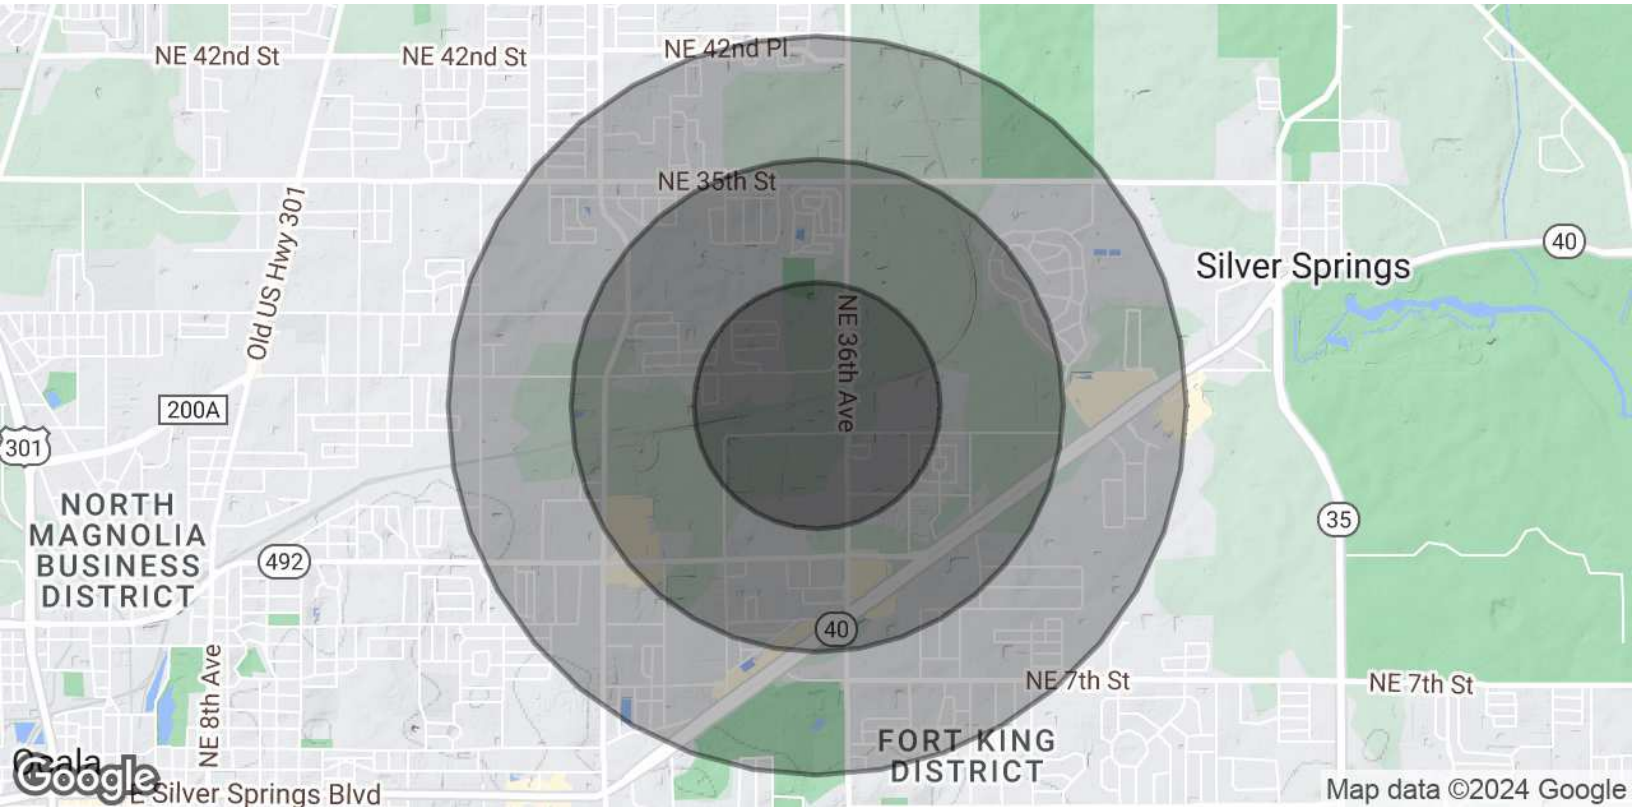 NE 42nd St
NE 42nd St
NE 42nd Pl
NE 35th St
Old US Hwy 301
Silver Springs
40
NE 36th Ave
200A
301
NORTH
MAGNOLIA
BUSINESS
DISTRICT
492
35
40
NE 8th Ave
NE 7th St
NE 7th St
FORT KING
DISTRICT
Ocala
Google
E Silver Springs Blvd
Map data ©2024 Google